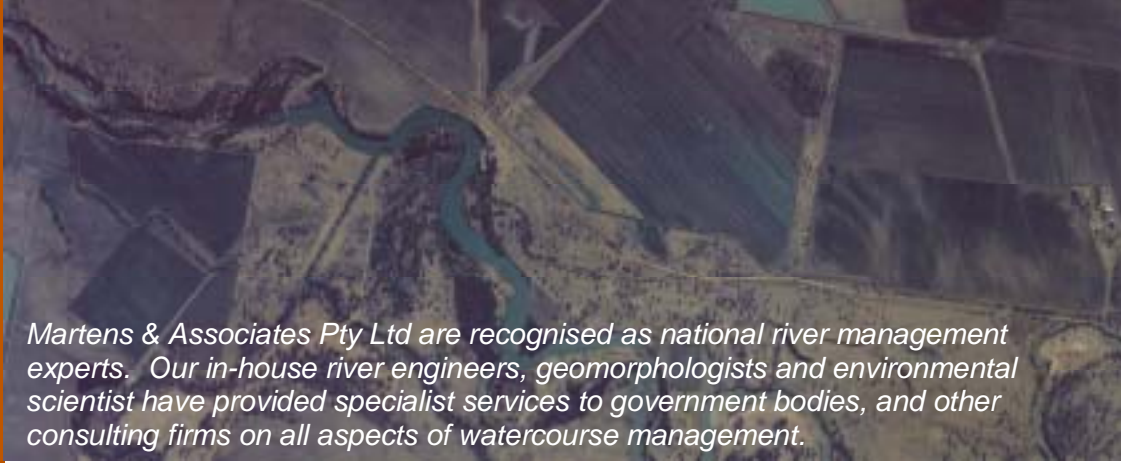 Martens & Associates Pty Ltd are recognised as national river management
experts.  Our in-house river engineers, geomorphologists and environmental
scientist have provided specialist services to government bodies, and other
consulting firms on all aspects of watercourse management.